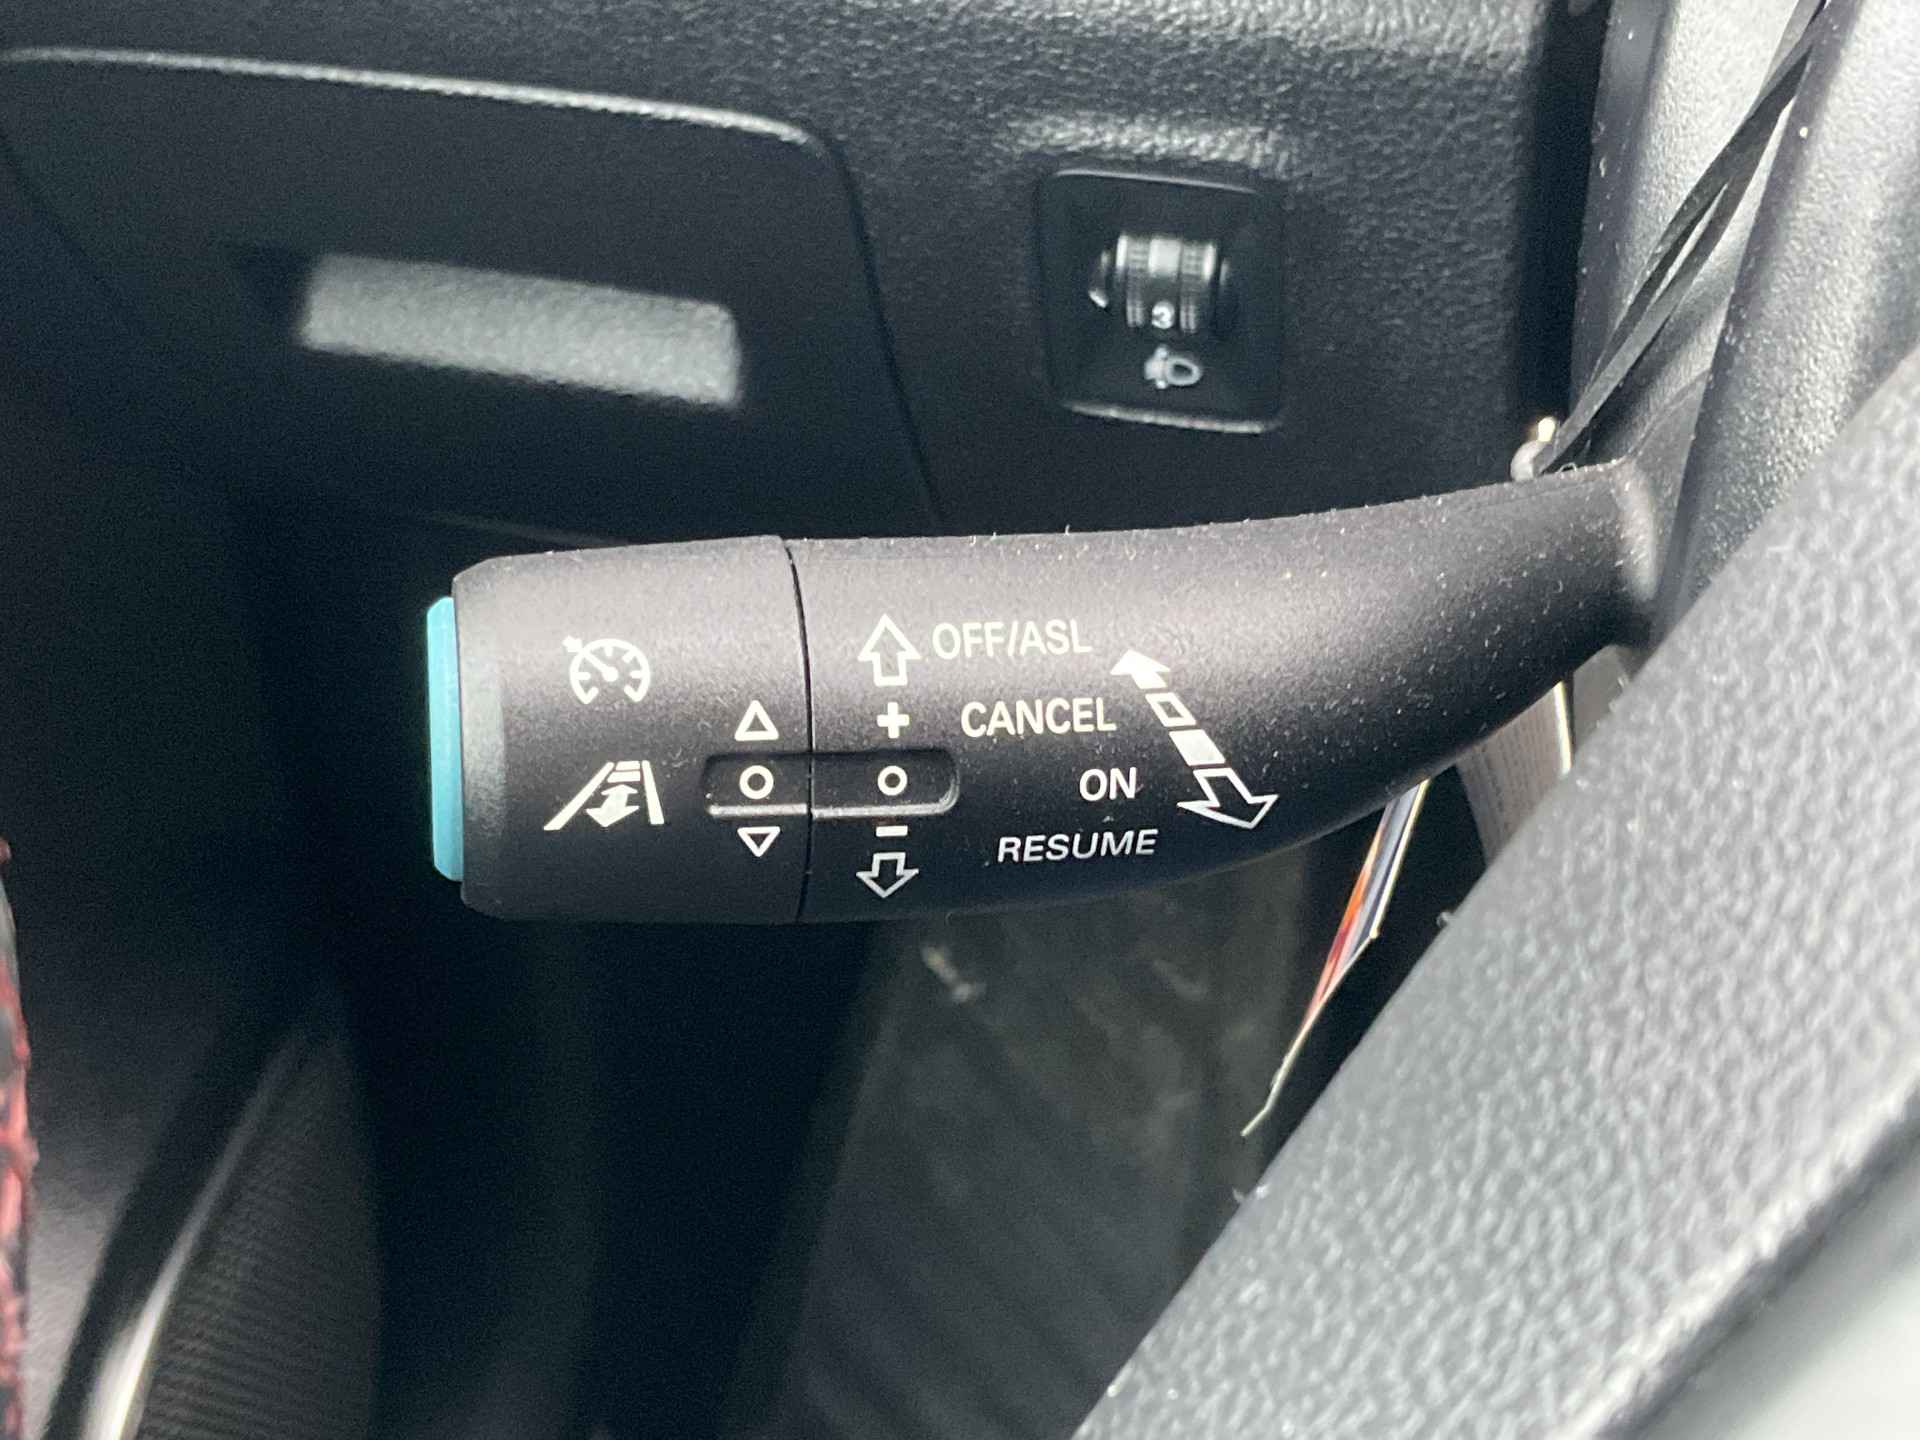 3
OFF/ASL
+ CANCEL
ON
− RESUME